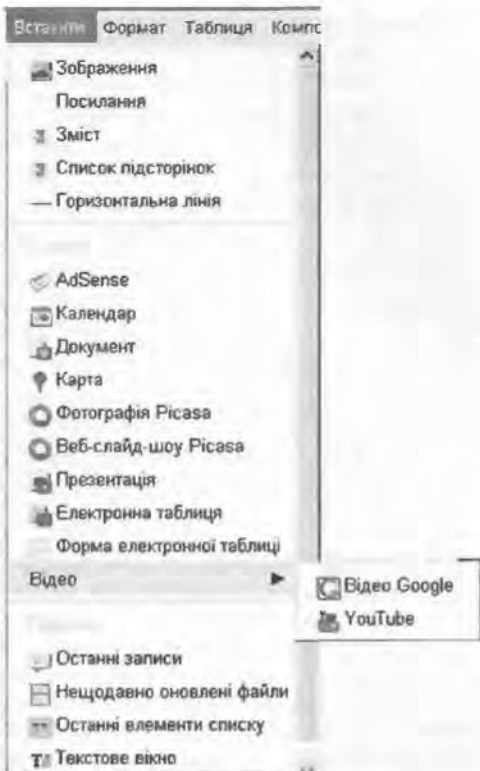 Вставити Формат Таблиця Компо
Зображення
Посилання
Зміст
Список підсторінок
Горизонтальна лінія
AdSense
Календар
Документ
Карта
Фотографія Picasa
Веб-слайд-шоу Picasa
Презентація
Електронна таблиця
Форма електронної таблиці
Відео
Відео Google
YouTube
Останні записи
Нещодавно оновлені файли
Останні елементи списку
Текстове вікно